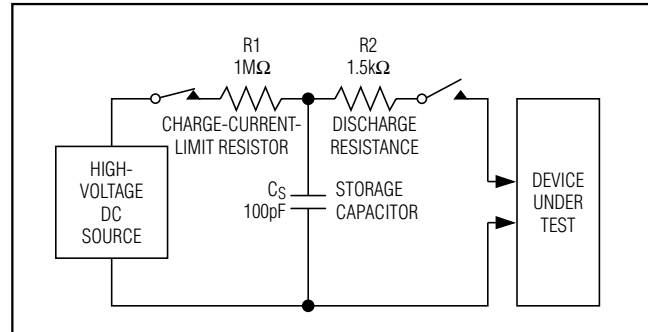 R1
1MΩ
R2
1.5kΩ
CHARGE-CURRENT-
LIMIT RESISTOR
DISCHARGE
RESISTANCE
HIGH-
VOLTAGE
DC
SOURCE
CS
100pF
STORAGE
CAPACITOR
DEVICE
UNDER
TEST